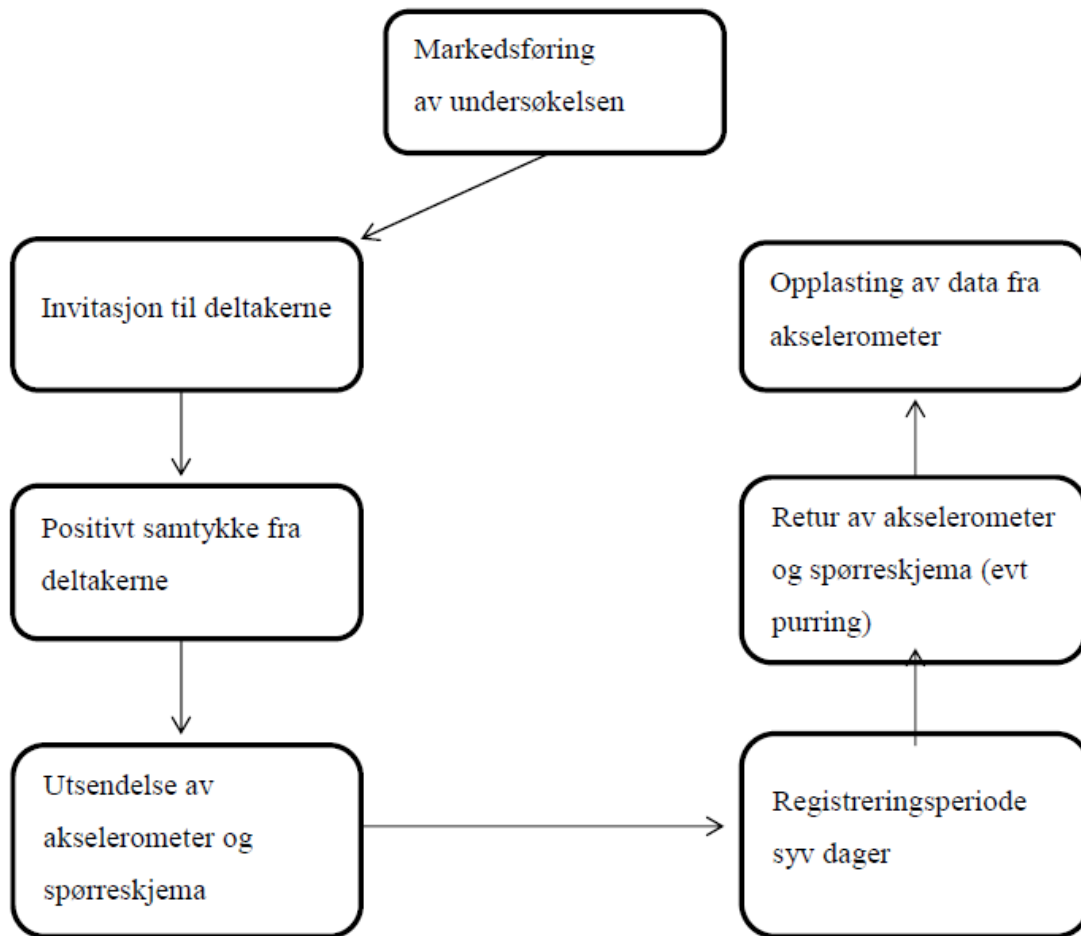 Markedsføring
av undersøkelsen
Invitasjon til deltakerne
Positivt samtykke fra
deltakerne
Utsendelse av
akselerometer og
spørreskjema
Registreringsperiode
syv dager
Retur av akselerometer
og spørreskjema (evt
purring)
Opplasting av data fra
akselerometer